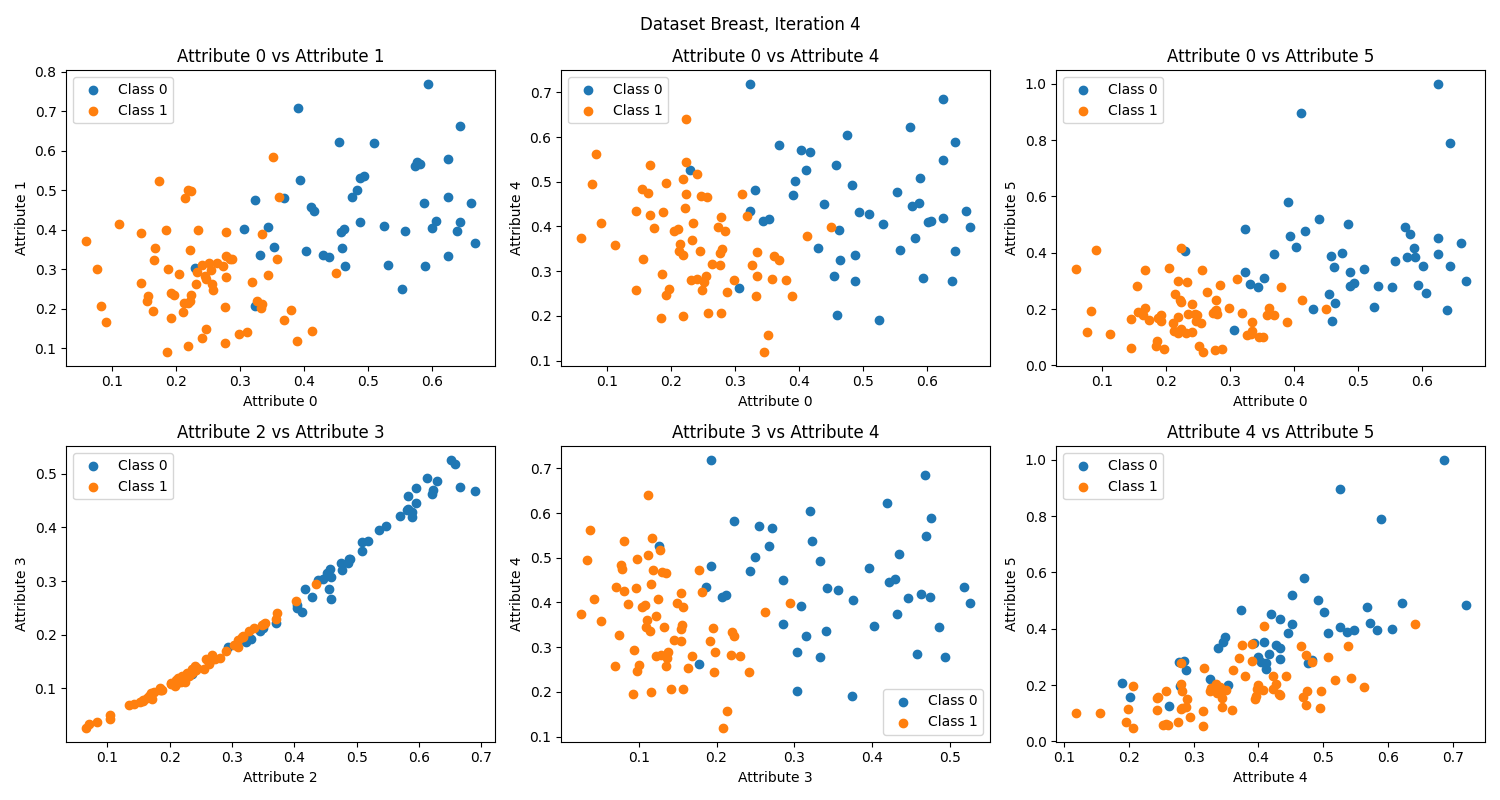 Dataset Breast, Iteration 4
Attribute 0 vs Attribute 1
Class 0
Class 1
Attribute 1
0.8
0.7
0.6
0.5
0.4
0.3
0.2
0.1
0.1 0.2 0.3 0.4 0.5 0.6
Attribute 0
Attribute 0 vs Attribute 4
Class 0
Class 1
Attribute 4
0.7
0.6
0.5
0.4
0.3
0.2
0.1
0.1 0.2 0.3 0.4 0.5 0.6
Attribute 0
Attribute 0 vs Attribute 5
Class 0
Class 1
Attribute 5
1.0
0.8
0.6
0.4
0.2
0.0
0.1 0.2 0.3 0.4 0.5 0.6
Attribute 0
Attribute 2 vs Attribute 3
Class 0
Class 1
Attribute 3
0.5
0.4
0.3
0.2
0.1
0.1 0.2 0.3 0.4 0.5 0.6 0.7
Attribute 2
Attribute 3 vs Attribute 4
Class 0
Class 1
Attribute 4
0.7
0.6
0.5
0.4
0.3
0.2
0.1
0.1 0.2 0.3 0.4 0.5
Attribute 3
Attribute 4 vs Attribute 5
Class 0
Class 1
Attribute 5
1.0
0.8
0.6
0.4
0.2
0.0
0.1 0.2 0.3 0.4 0.5 0.6 0.7
Attribute 4